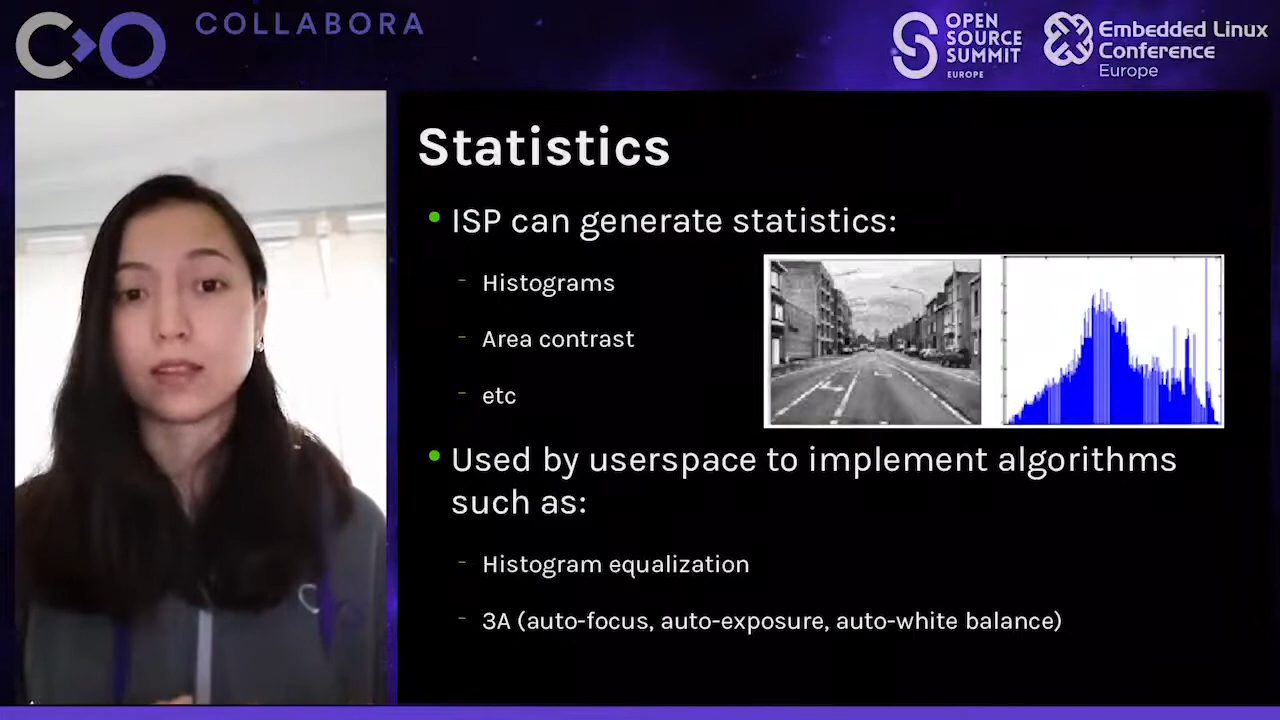 COLLABORA
OPEN
SOURCE
SUMMIT
EUROPE
Embedded Linux
Conference
Europe
Statistics
ISP can generate statistics:
Histograms
Area contrast
etc
Used by userspace to implement algorithms
such as:
Histogram equalization
3A (auto-focus, auto-exposure, auto-white balance)